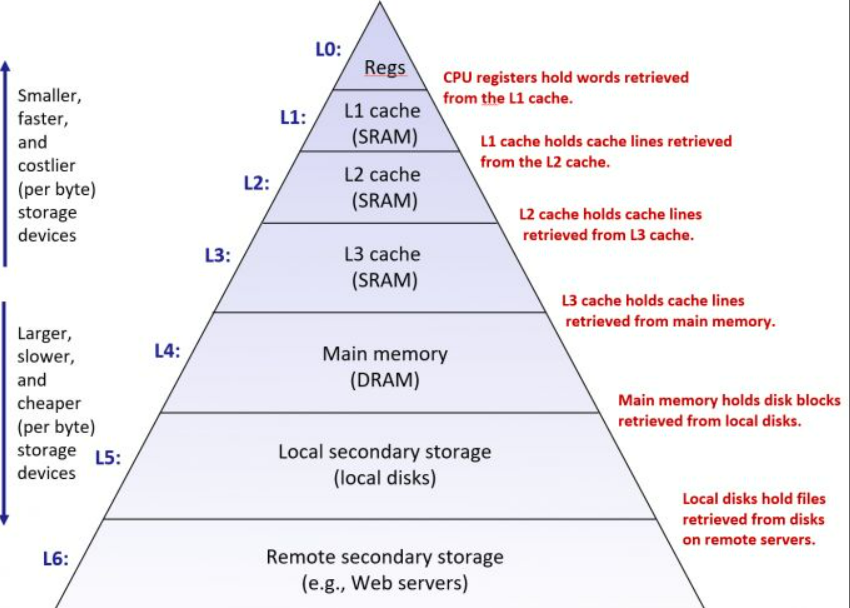 L0:
Regs
CPU registers hold words retrieved
from the L1 cache.
Smaller,
faster,
and
costlier
(per byte)
storage
devices
L1:
L1 cache
(SRAM)
L1 cache holds cache lines retrieved
from the L2 cache.
L2:
L2 cache
(SRAM)
L2 cache holds cache lines
retrieved from L3 cache.
L3:
L3 cache
(SRAM)
L3 cache holds cache lines
retrieved from main memory.
Larger,
slower,
and
cheaper
(per byte)
storage
devices
L4:
Main memory
(DRAM)
Main memory holds disk blocks
retrieved from local disks.
L5:
Local secondary storage
(local disks)
Local disks hold files
retrieved from disks
on remote servers.
L6:
Remote secondary storage
(e.g., Web servers)